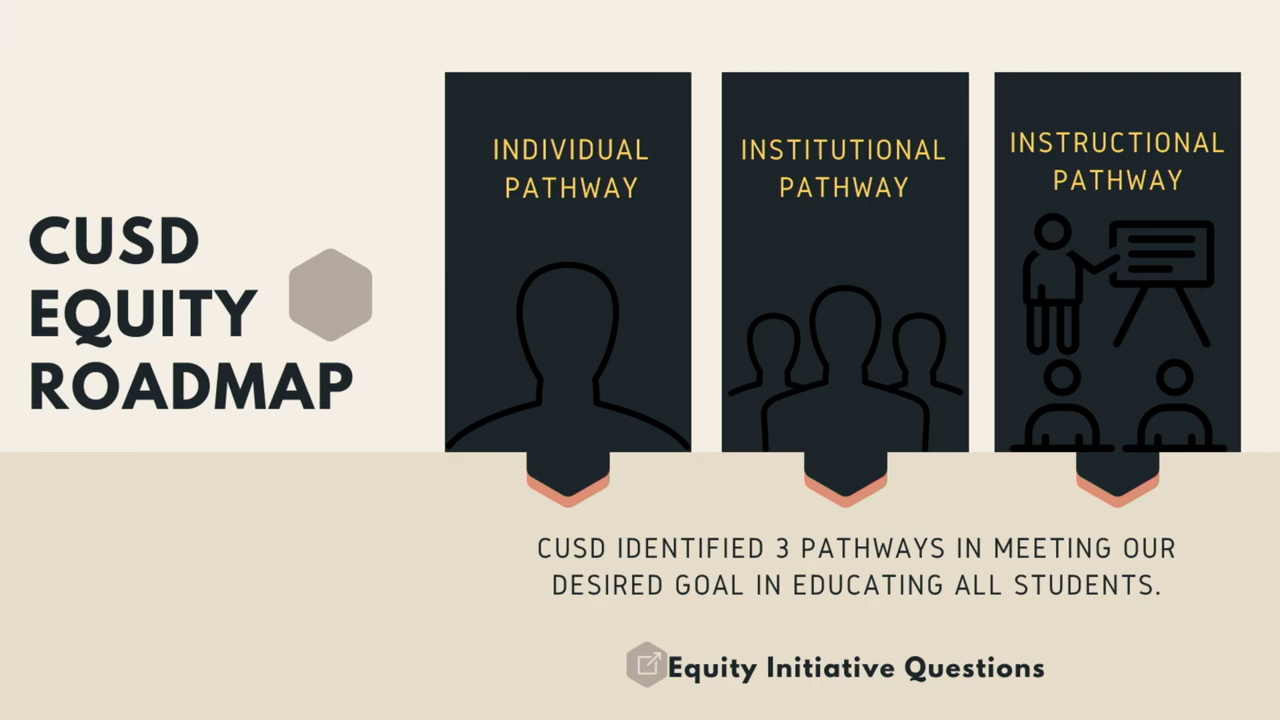 CUSD
EQUITY
ROADMAP
INDIVIDUAL
PATHWAY
INSTITUTIONAL
PATHWAY
INSTRUCTIONAL
PATHWAY
CUSD IDENTIFIED 3 PATHWAYS IN MEETING OUR
DESIRED GOAL IN EDUCATING ALL STUDENTS.
Equity Initiative Questions